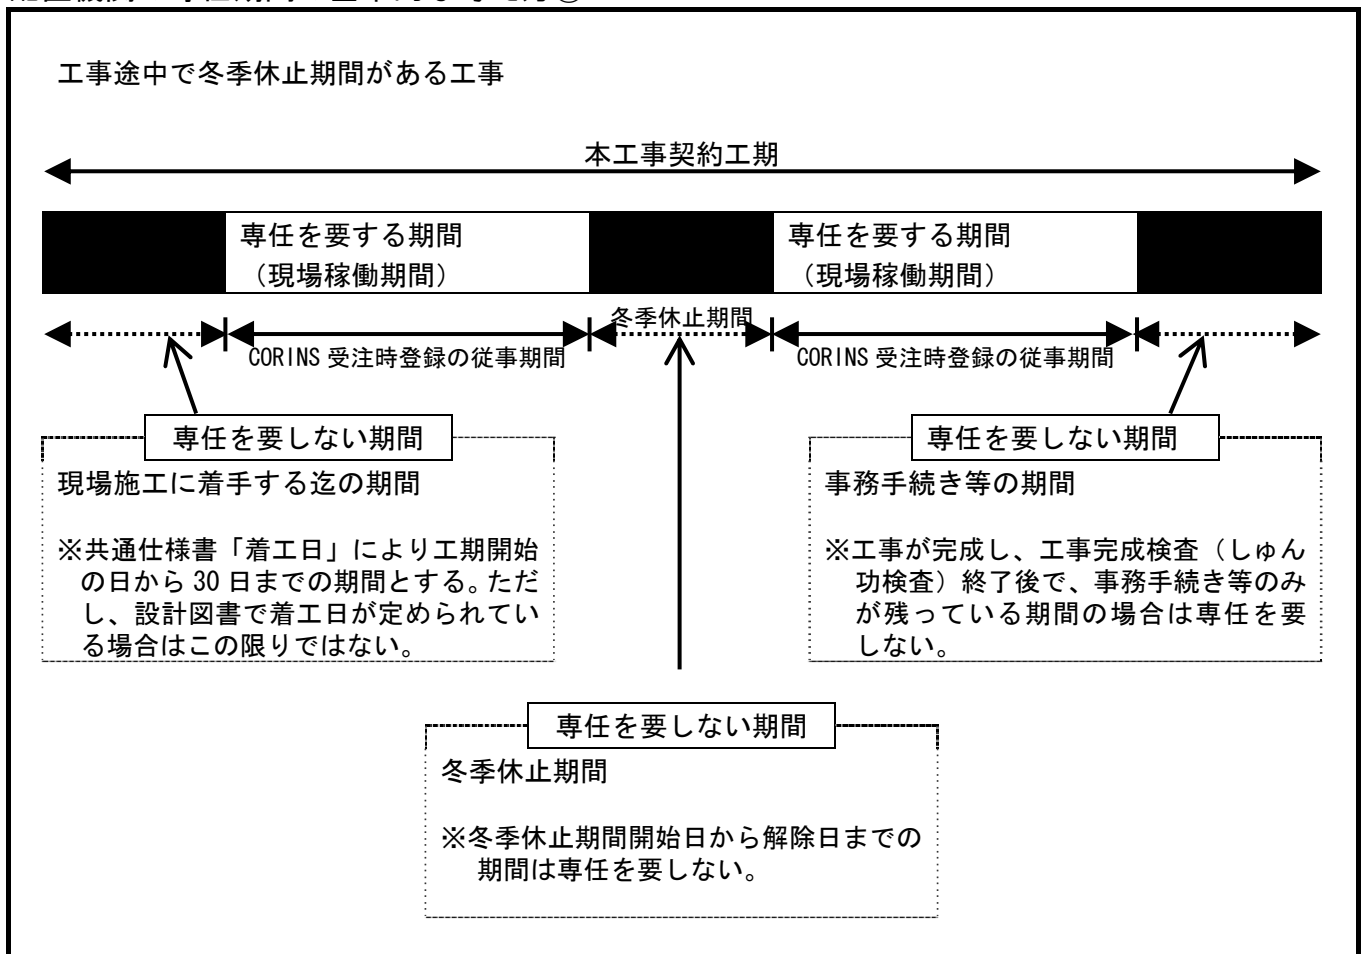 工事途中で冬季休止期間がある工事
本工事契約工期
専任を要する期間
（現場稼働期間）
専任を要する期間
（現場稼働期間）
冬季休止期間
CORINS 受注時登録の従事期間
CORINS 受注時登録の従事期間
専任を要しない期間
現場施工に着手する迄の期間
※共通仕様書「着工日」により工期開始
の日から 30 日までの期間とする。ただ
し、設計図書で着工日が定められてい
る場合はこの限りではない。
専任を要しない期間
事務手続き等の期間
※工事が完成し、工事完成検査（しゅん
功検査）終了後で、事務手続き等のみ
が残っている期間の場合は専任を要
しない。
専任を要しない期間
冬季休止期間
※冬季休止期間開始日から解除日までの
期間は専任を要しない。